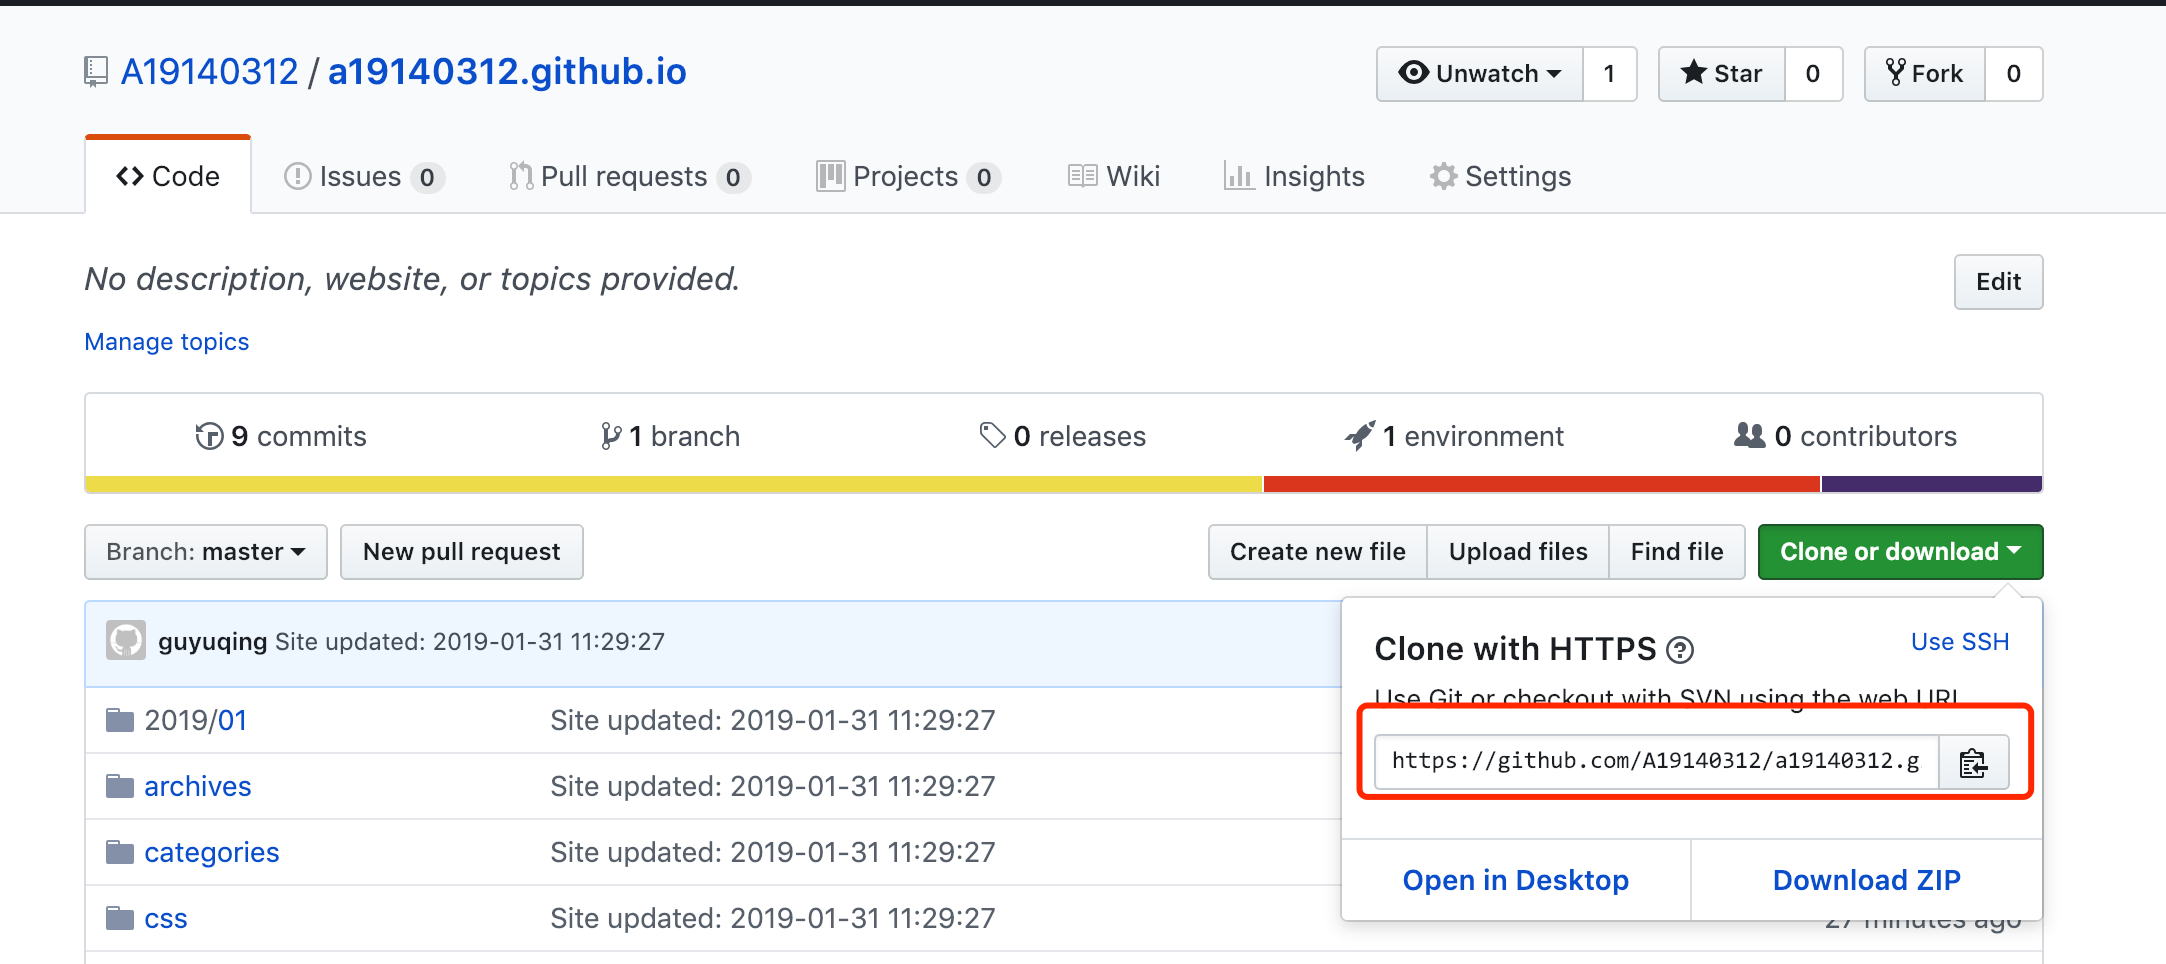 A19140312 / a19140312.github.io
Unwatch 1 Star 0 Fork 0
Code Issues 0 Pull requests 0 Projects 0 Wiki Insights Settings
No description, website, or topics provided.
Edit
Manage topics
9 commits 1 branch 0 releases 1 environment 0 contributors
Branch: master New pull request Create new file Upload files Find file Clone or download
guyuqing Site updated: 2019-01-31 11:29:27
Clone with HTTPS Use SSH
Use Git or checkout with SVN using the web URL
https://github.com/A19140312/a19140312.g
Open in Desktop Download ZIP
2019/01 Site updated: 2019-01-31 11:29:27
archives Site updated: 2019-01-31 11:29:27
categories Site updated: 2019-01-31 11:29:27
css Site updated: 2019-01-31 11:29:27
27 minutes ago